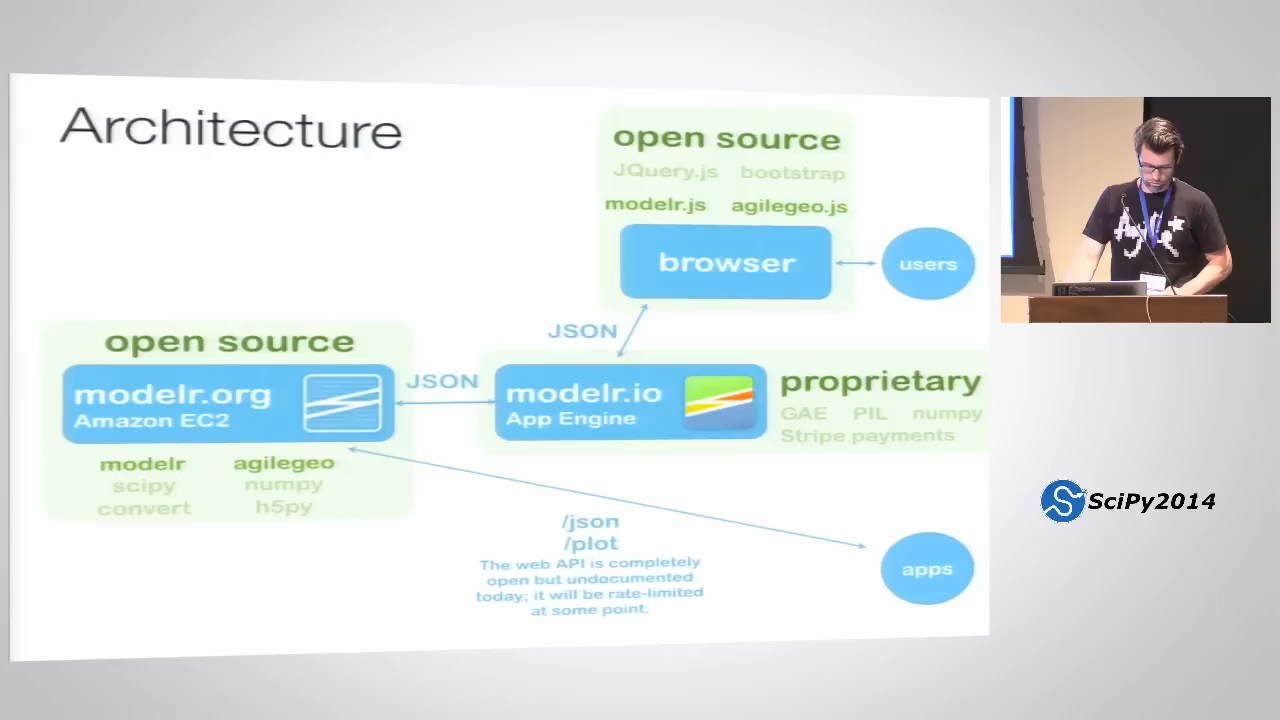 Architecture
open source
JQuery.js bootstrap
modelr.js agilegeo.js
browser
users
JSON
open source
modelr.org
Amazon EC2
JSON
modelr.io
App Engine
proprietary
GAE PIL numpy
Stripe payments
modelr agilegeo
scipy numpy
convert h5py
/json
/plot
The web API is completely
open but undocumented
today; it will be rate-limited
at some point.
apps
SciPy2014